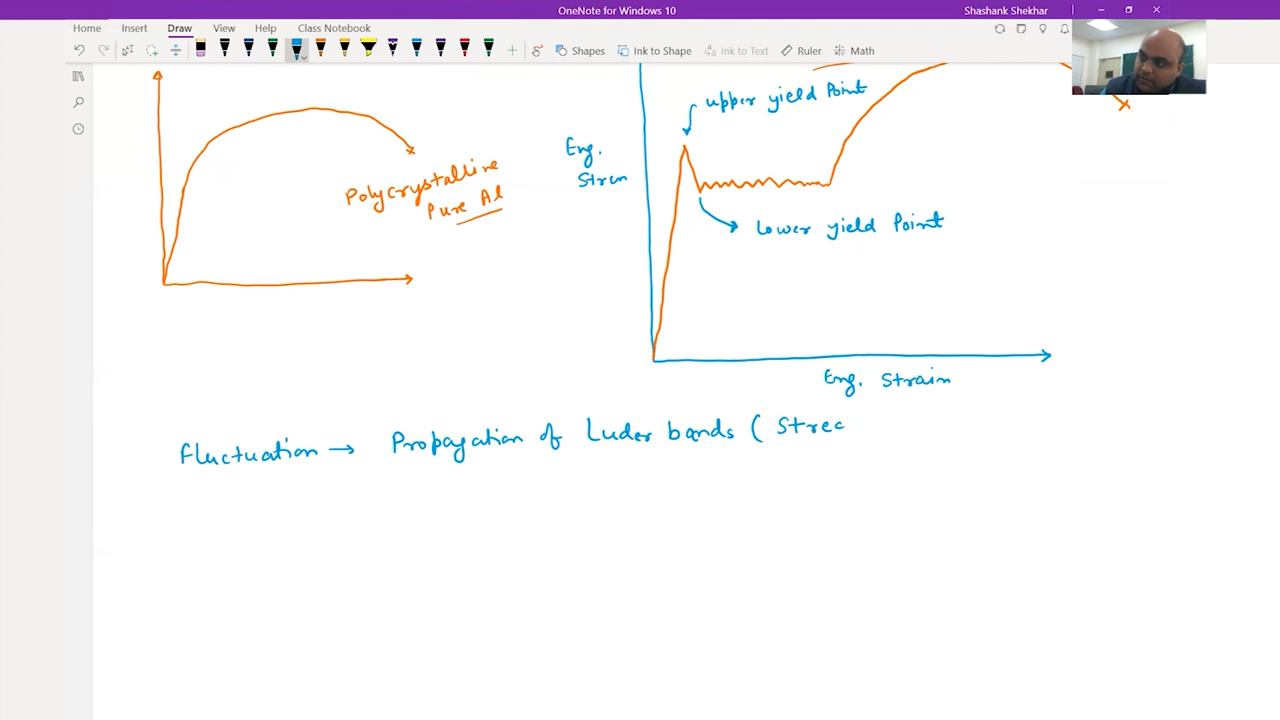 OneNote for Windows 10
Shashank Shekhar
Home Insert Draw View Help Class Notebook
Shapes Ink to Shape Ink to Text Ruler Math
upper yield Point
Eng.
Stren
Polycrystalline
Pure Al
Lower yield Point
Eng. Strain
Fluctuation → Propagation of Luder bands ( Strec